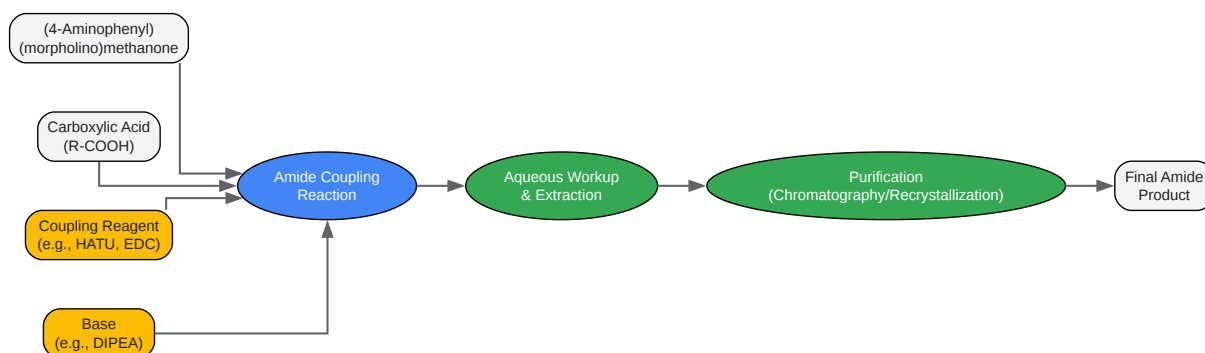 (4-Aminophenyl)
(morpholino)methanone
Carboxylic Acid
(R-COOH)
Coupling Reagent
(e.g., HATU, EDC)
Base
(e.g., DIPEA)
Amide Coupling
Reaction
Aqueous Workup
& Extraction
Purification
(Chromatography/Recrystallization)
Final Amide
Product